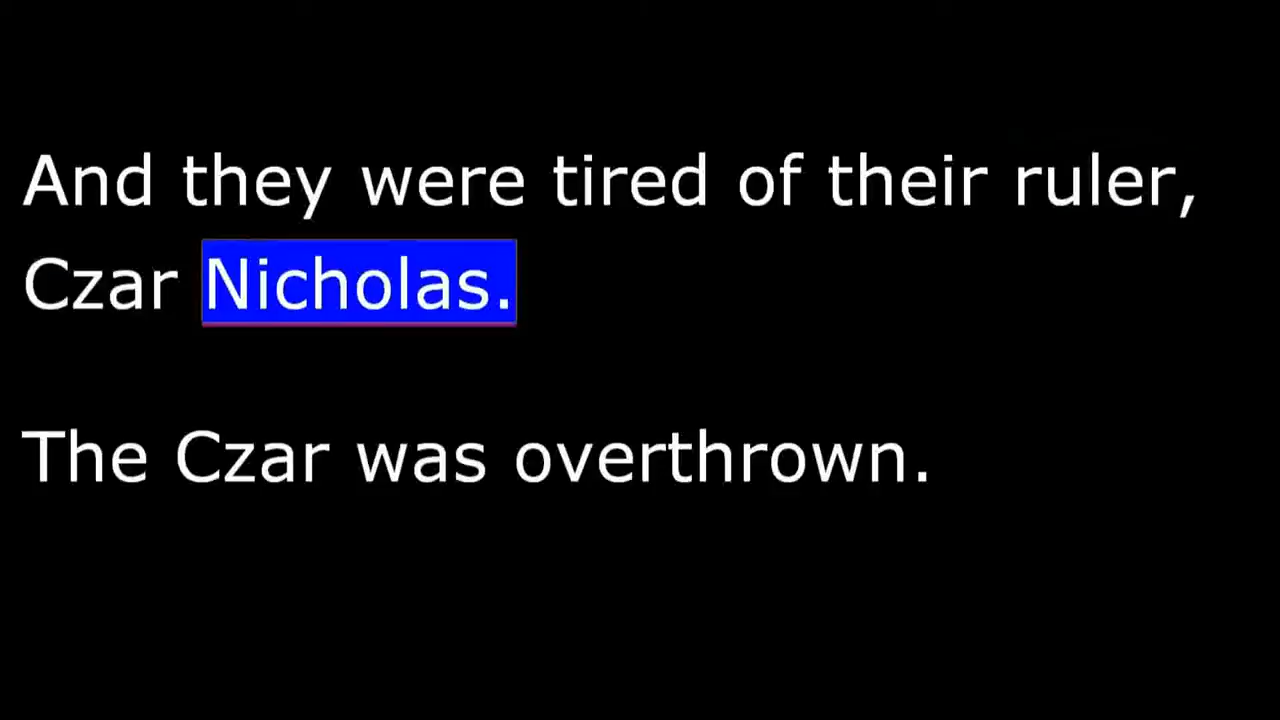 And they were tired of their ruler,
Czar Nicholas.
The Czar was overthrown.